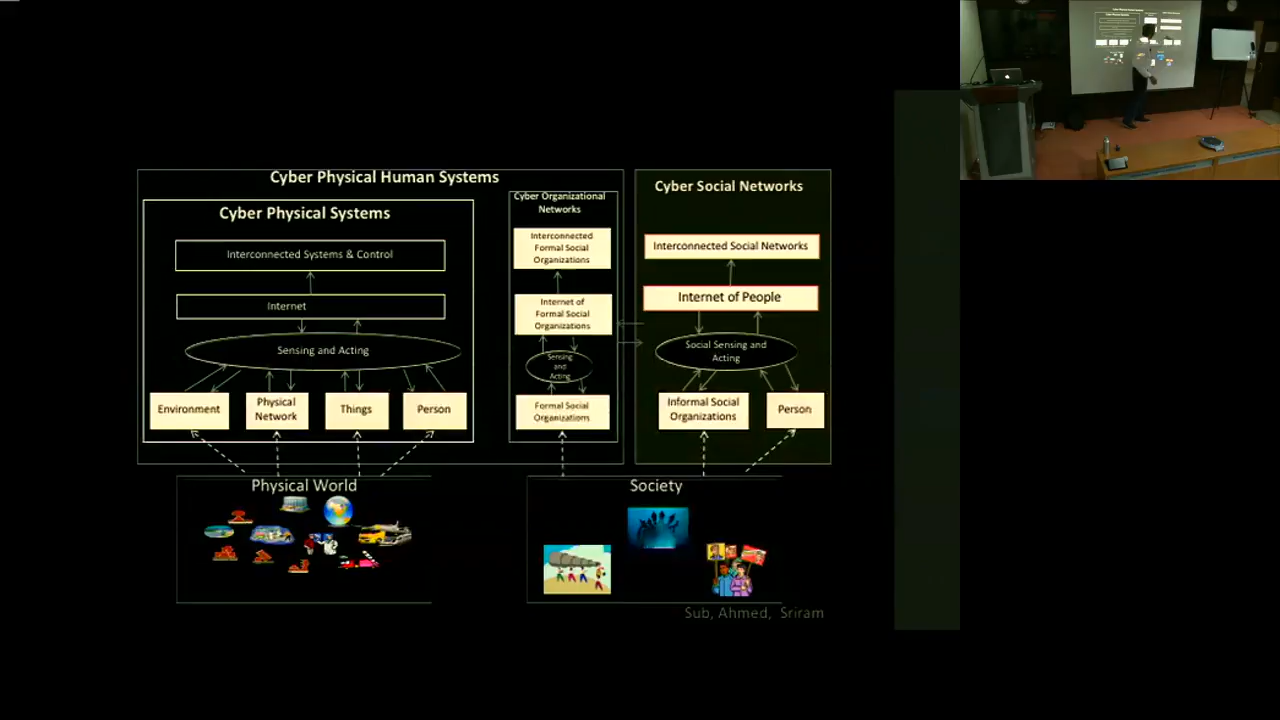 Cyber Physical Human Systems
Cyber Physical Systems
Interconnected Systems & Control
Internet
Sensing and Acting
Environment
Physical
Network
Things
Person
Cyber Organizational
Networks
Interconnected
Formal Social
Organizations
Internet of
Formal Social
Organizations
Sensing
and
Acting
Formal Social
Organizations
Cyber Social Networks
Interconnected Social Networks
Internet of People
Social Sensing and
Acting
Informal Social
Organizations
Person
Physical World
Society
Sub, Ahmed, Sriram